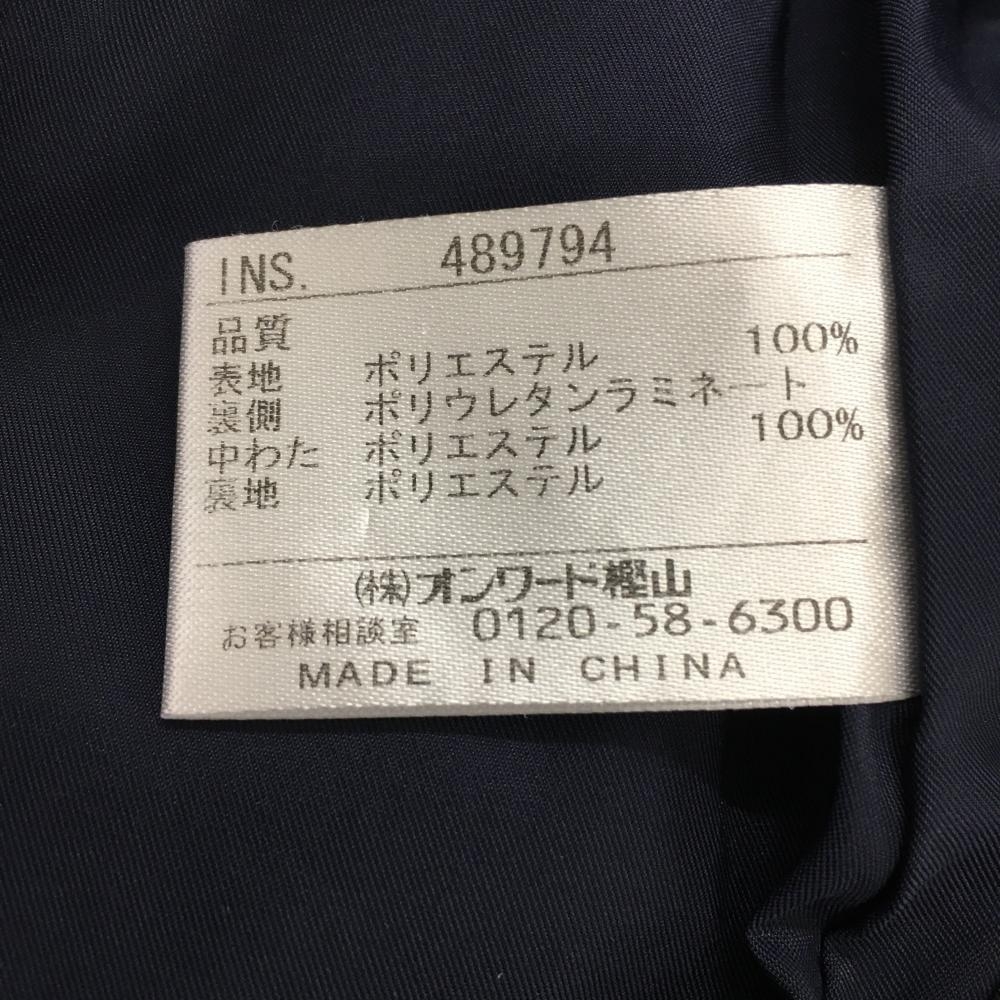 INS. 489794
品質
表地 ポリエステル 100%
裏側 ポリウレタンラミネート
中わた ポリエステル 100%
裏地 ポリエステル
㈱オンワード樫山
お客様相談室 0120-58-6300
MADE IN CHINA